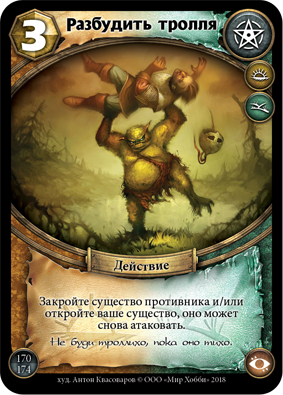 3
Разбудить тролля
Действие
Закройте существо противника и/или
откройте ваше существо, оно может
снова атаковать.
Не буди троллихо, пока оно тихо.
170
174
худ. Антон Квасоваров © ООО «Мир Хобби» 2018